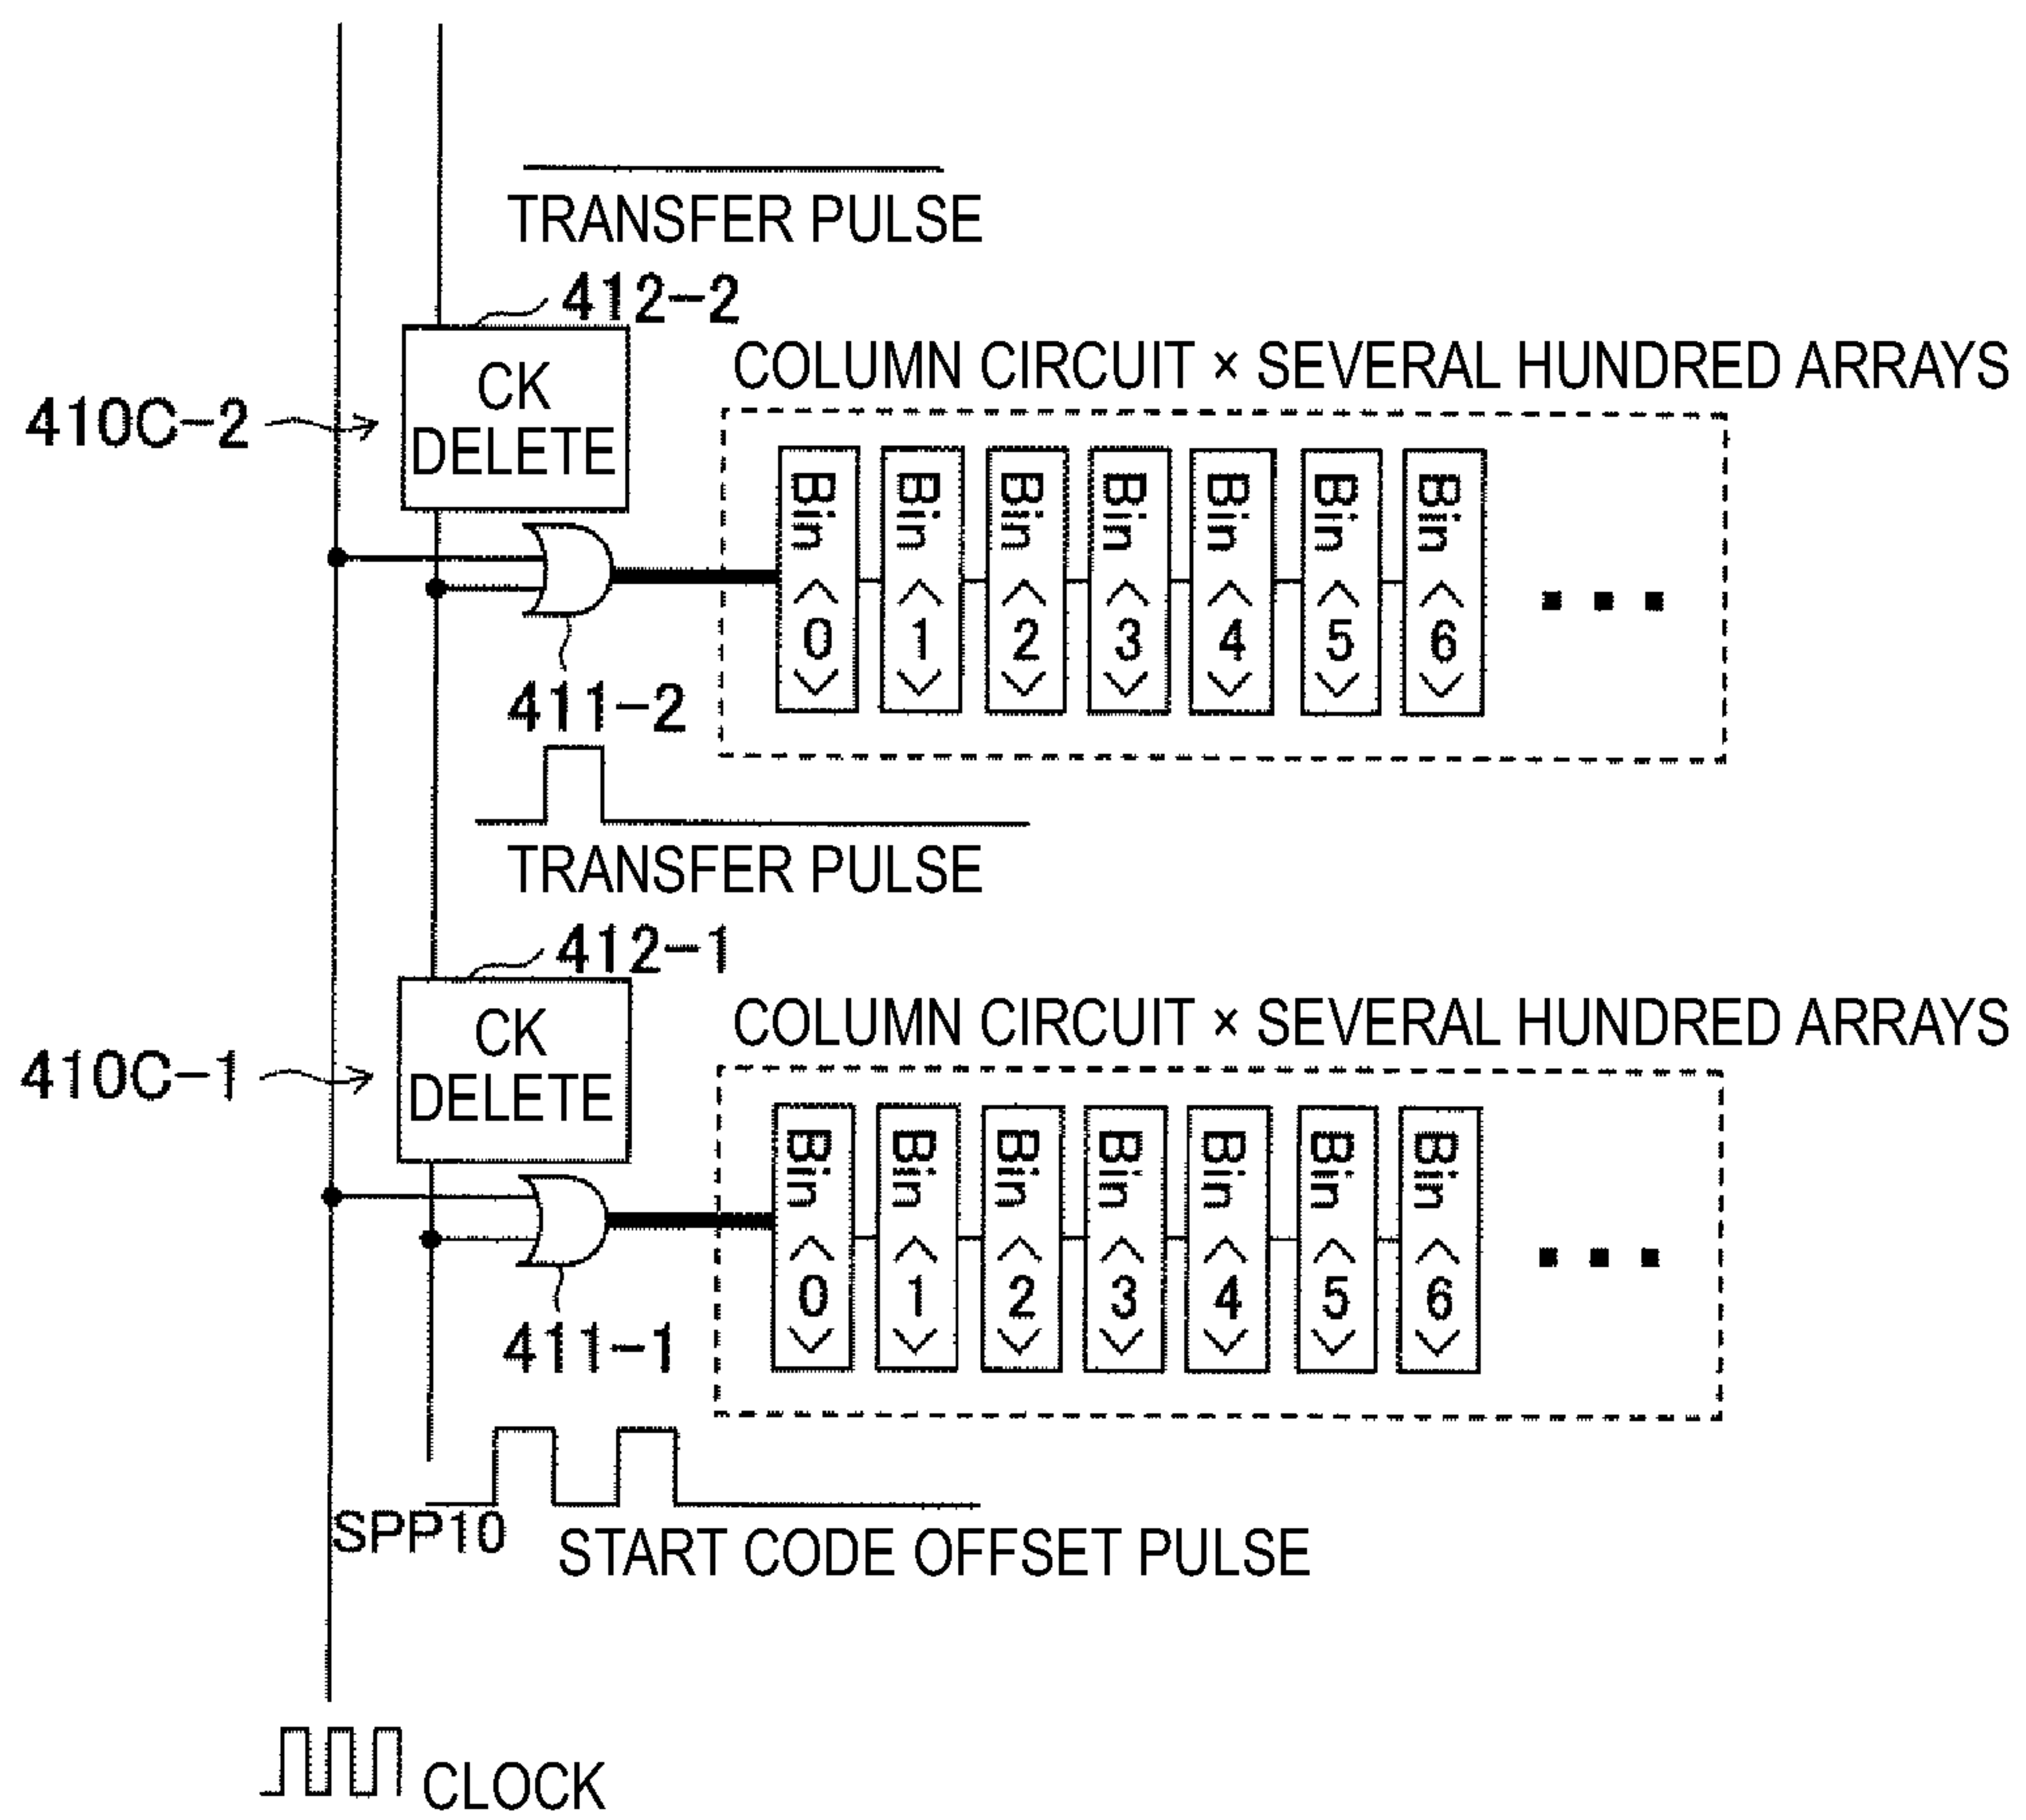 TRANSFER PULSE
412-2
CK
DELETE
410C-2
COLUMN CIRCUIT × SEVERAL HUNDRED ARRAYS
Bin <0>
Bin <1>
Bin <2>
Bin <3>
Bin <4>
Bin <5>
Bin <6>
...
411-2
TRANSFER PULSE
412-1
CK
DELETE
410C-1
COLUMN CIRCUIT × SEVERAL HUNDRED ARRAYS
Bin <0>
Bin <1>
Bin <2>
Bin <3>
Bin <4>
Bin <5>
Bin <6>
...
411-1
SPP10
START CODE OFFSET PULSE
CLOCK